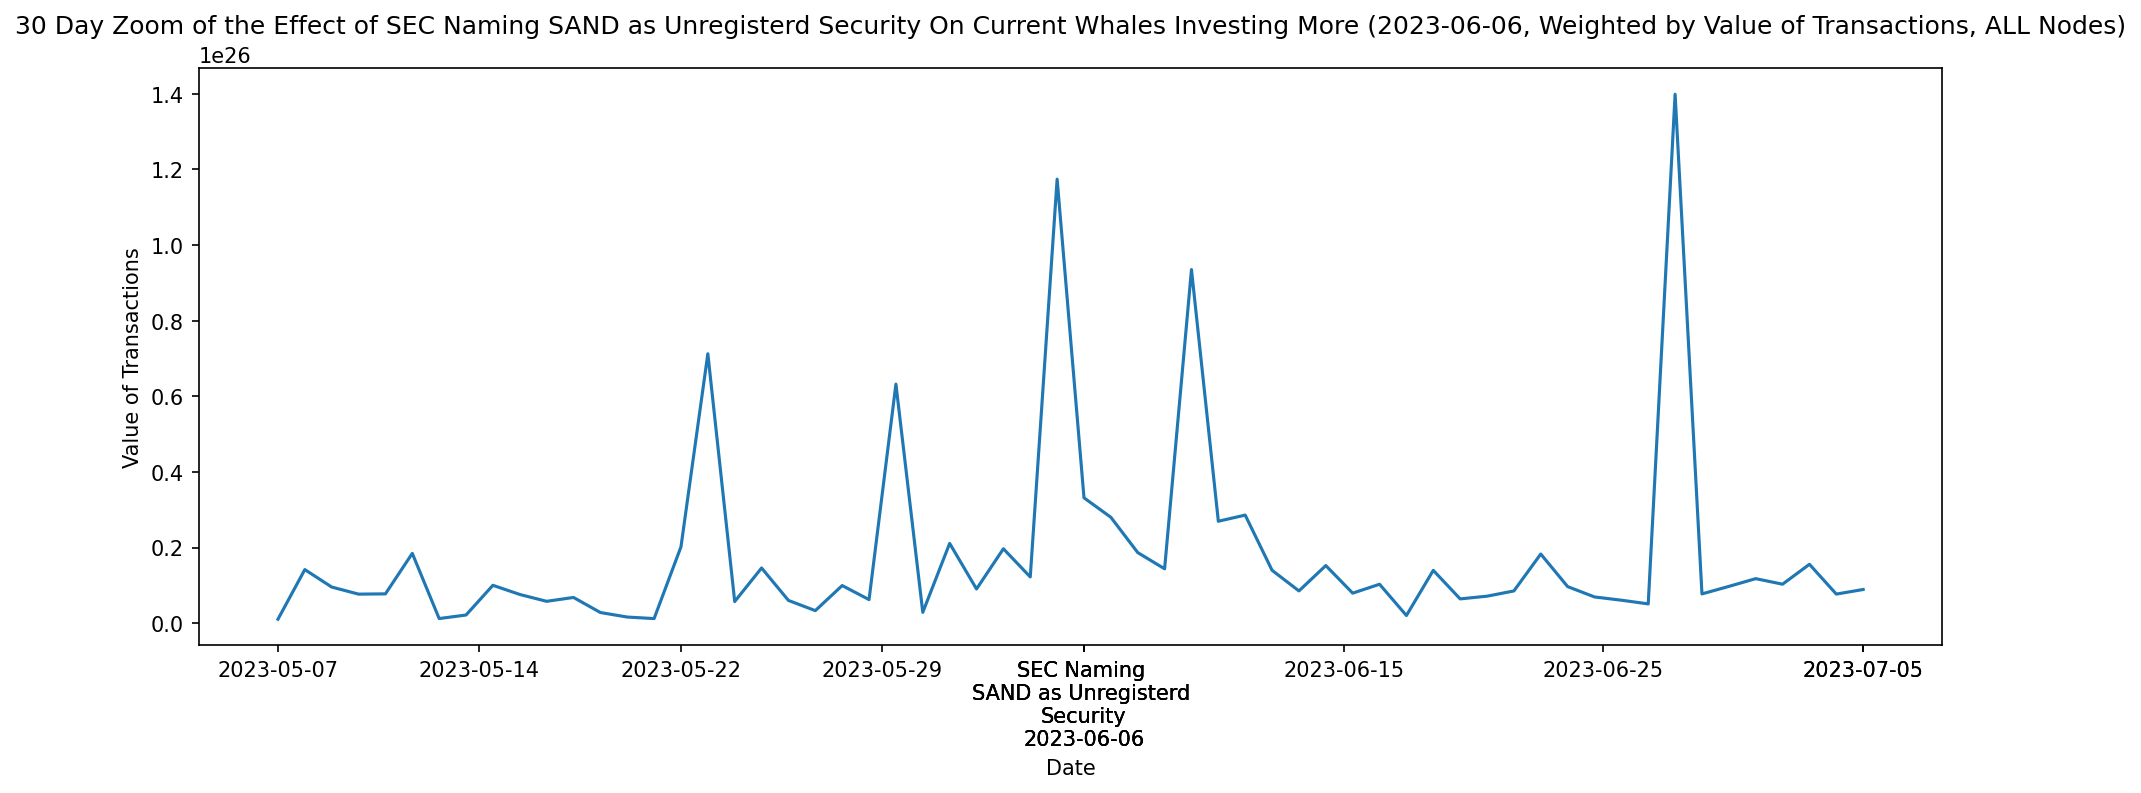 30 Day Zoom of the Effect of SEC Naming SAND as Unregisterd Security On Current Whales Investing More (2023-06-06, Weighted by Value of Transactions, ALL Nodes)
1e26
1.4
1.2
1.0
0.8
0.6
0.4
0.2
0.0
Value of Transactions
2023-05-07 2023-05-14 2023-05-22 2023-05-29 SEC Naming 2023-06-15 2023-06-25 2023-07-05
SAND as Unregisterd
Security
2023-06-06
Date